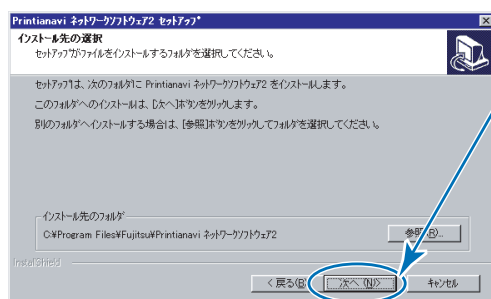 Printianavi ネットワークソフトウェア2 セットアップ
インストール先の選択
セットアップがファイルをインストールするフォルダを選択してください。
セットアップは、次のフォルダに Printianavi ネットワークソフトウェア2 をインストールします。
このフォルダへのインストールは、[次へ]ボタンをクリックします。
別のフォルダへインストールする場合は、[参照]ボタンをクリックしてフォルダを選択してください。
インストール先のフォルダ
C:¥Program Files¥Fujitsu¥Printianavi ネットワークソフトウェア2
参照(R)...
InstallShield
< 戻る(B) 次へ (N)> キャンセル